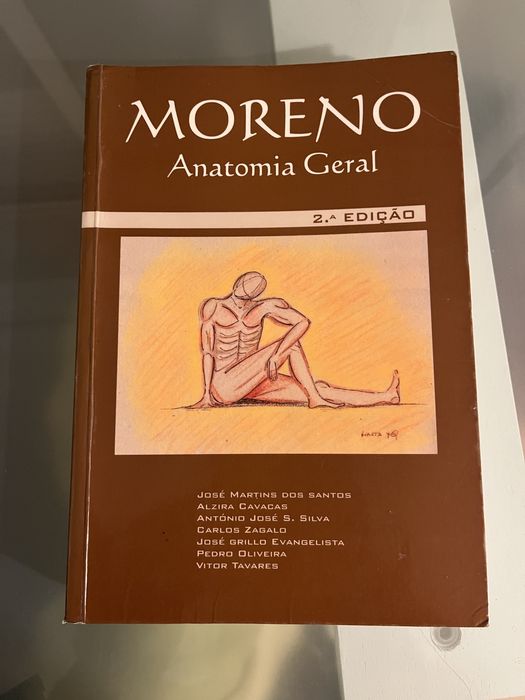 MORENO
Anatomia Geral
2.ª EDIÇÃO
JOSÉ MARTINS DOS SANTOS
ALZIRA CAVACAS
ANTÓNIO JOSÉ S. SILVA
CARLOS ZAGALO
JOSÉ GRILLO EVANGELISTA
PEDRO OLIVEIRA
VITOR TAVARES